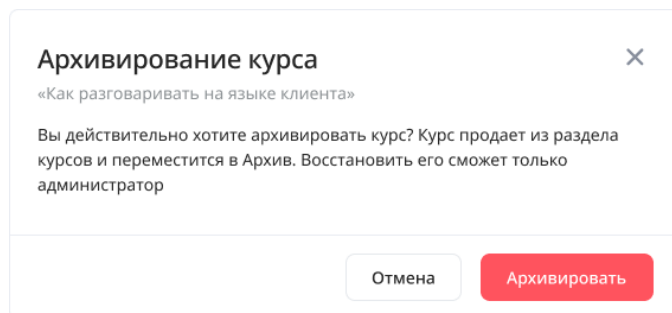 Архивирование курса
«Как разговаривать на языке клиента»
Вы действительно хотите архивировать курс? Курс продает из раздела
курсов и переместится в Архив. Восстановить его сможет только
администратор
Отмена
Архивировать